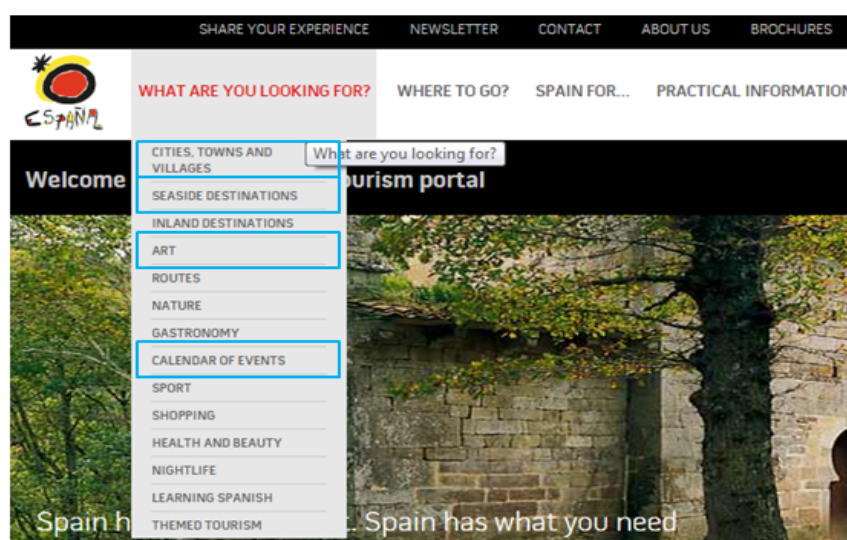 SHARE YOUR EXPERIENCE NEWSLETTER CONTACT ABOUT US BROCHURES
ESPAÑA
WHAT ARE YOU LOOKING FOR? WHERE TO GO? SPAIN FOR... PRACTICAL INFORMATION
CITIES, TOWNS AND
VILLAGES
What are you looking for?
Welcome ourism portal
SEASIDE DESTINATIONS
INLAND DESTINATIONS
ART
ROUTES
NATURE
GASTRONOMY
CALENDAR OF EVENTS
SPORT
SHOPPING
HEALTH AND BEAUTY
NIGHTLIFE
LEARNING SPANISH
THEMED TOURISM
Spain h t. Spain has what you need